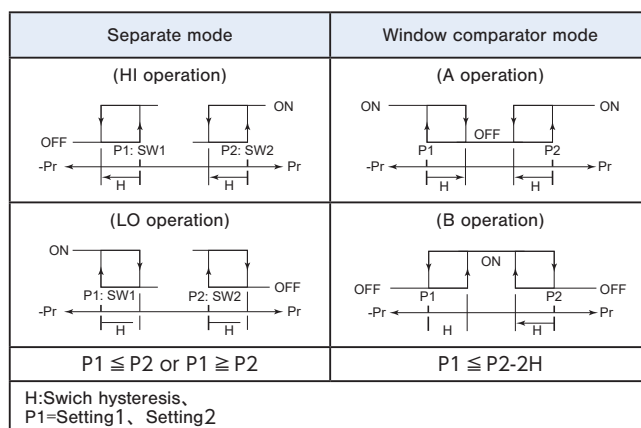 Separate mode
Window comparator mode
(HI operation)
ON
OFF
P1: SW1
P2: SW2
-Pr
Pr
H
H
(A operation)
ON
ON
OFF
P1
P2
-Pr
Pr
H
H
(LO operation)
ON
P1: SW1
P2: SW2
OFF
-Pr
Pr
H
H
(B operation)
ON
OFF
OFF
P1
P2
-Pr
Pr
H
H
P1 ≦ P2 or P1 ≧ P2
P1 ≦ P2-2H
H:Swich hysteresis、
P1=Setting1、 Setting2